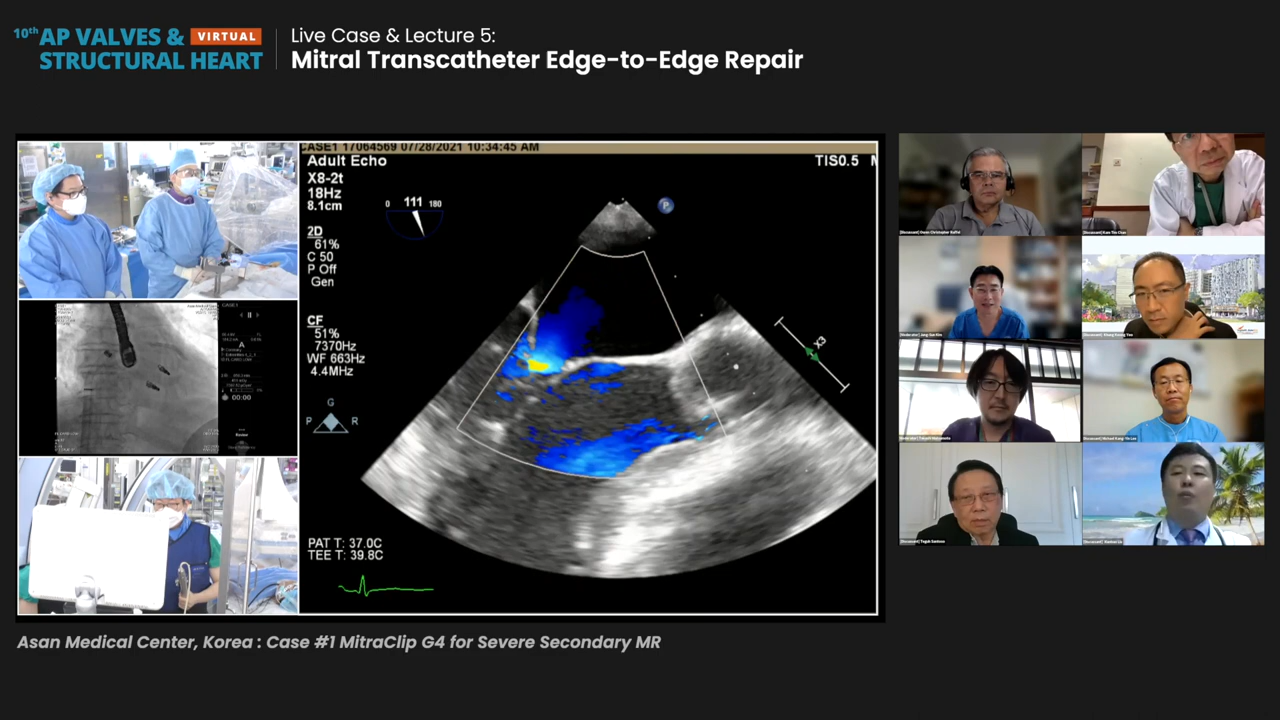 10th AP VALVES & VIRTUAL
STRUCTURAL HEART
Live Case & Lecture 5:
Mitral Transcatheter Edge-to-Edge Repair
CASE1 17064569 07/28/2021 10:34:45 AM
Adult Echo
TIS0.5
X8-2t
18Hz
8.1cm
0 111 180
P
2D
61%
C 50
P Off
Gen
CF
51%
7370Hz
WF 663Hz
4.4MHz
x3
G
P R
PAT T: 37.0C
TEE T: 39.8C
A
00:00
Asan Medical Center, Korea : Case #1 MitraClip G4 for Severe Secondary MR